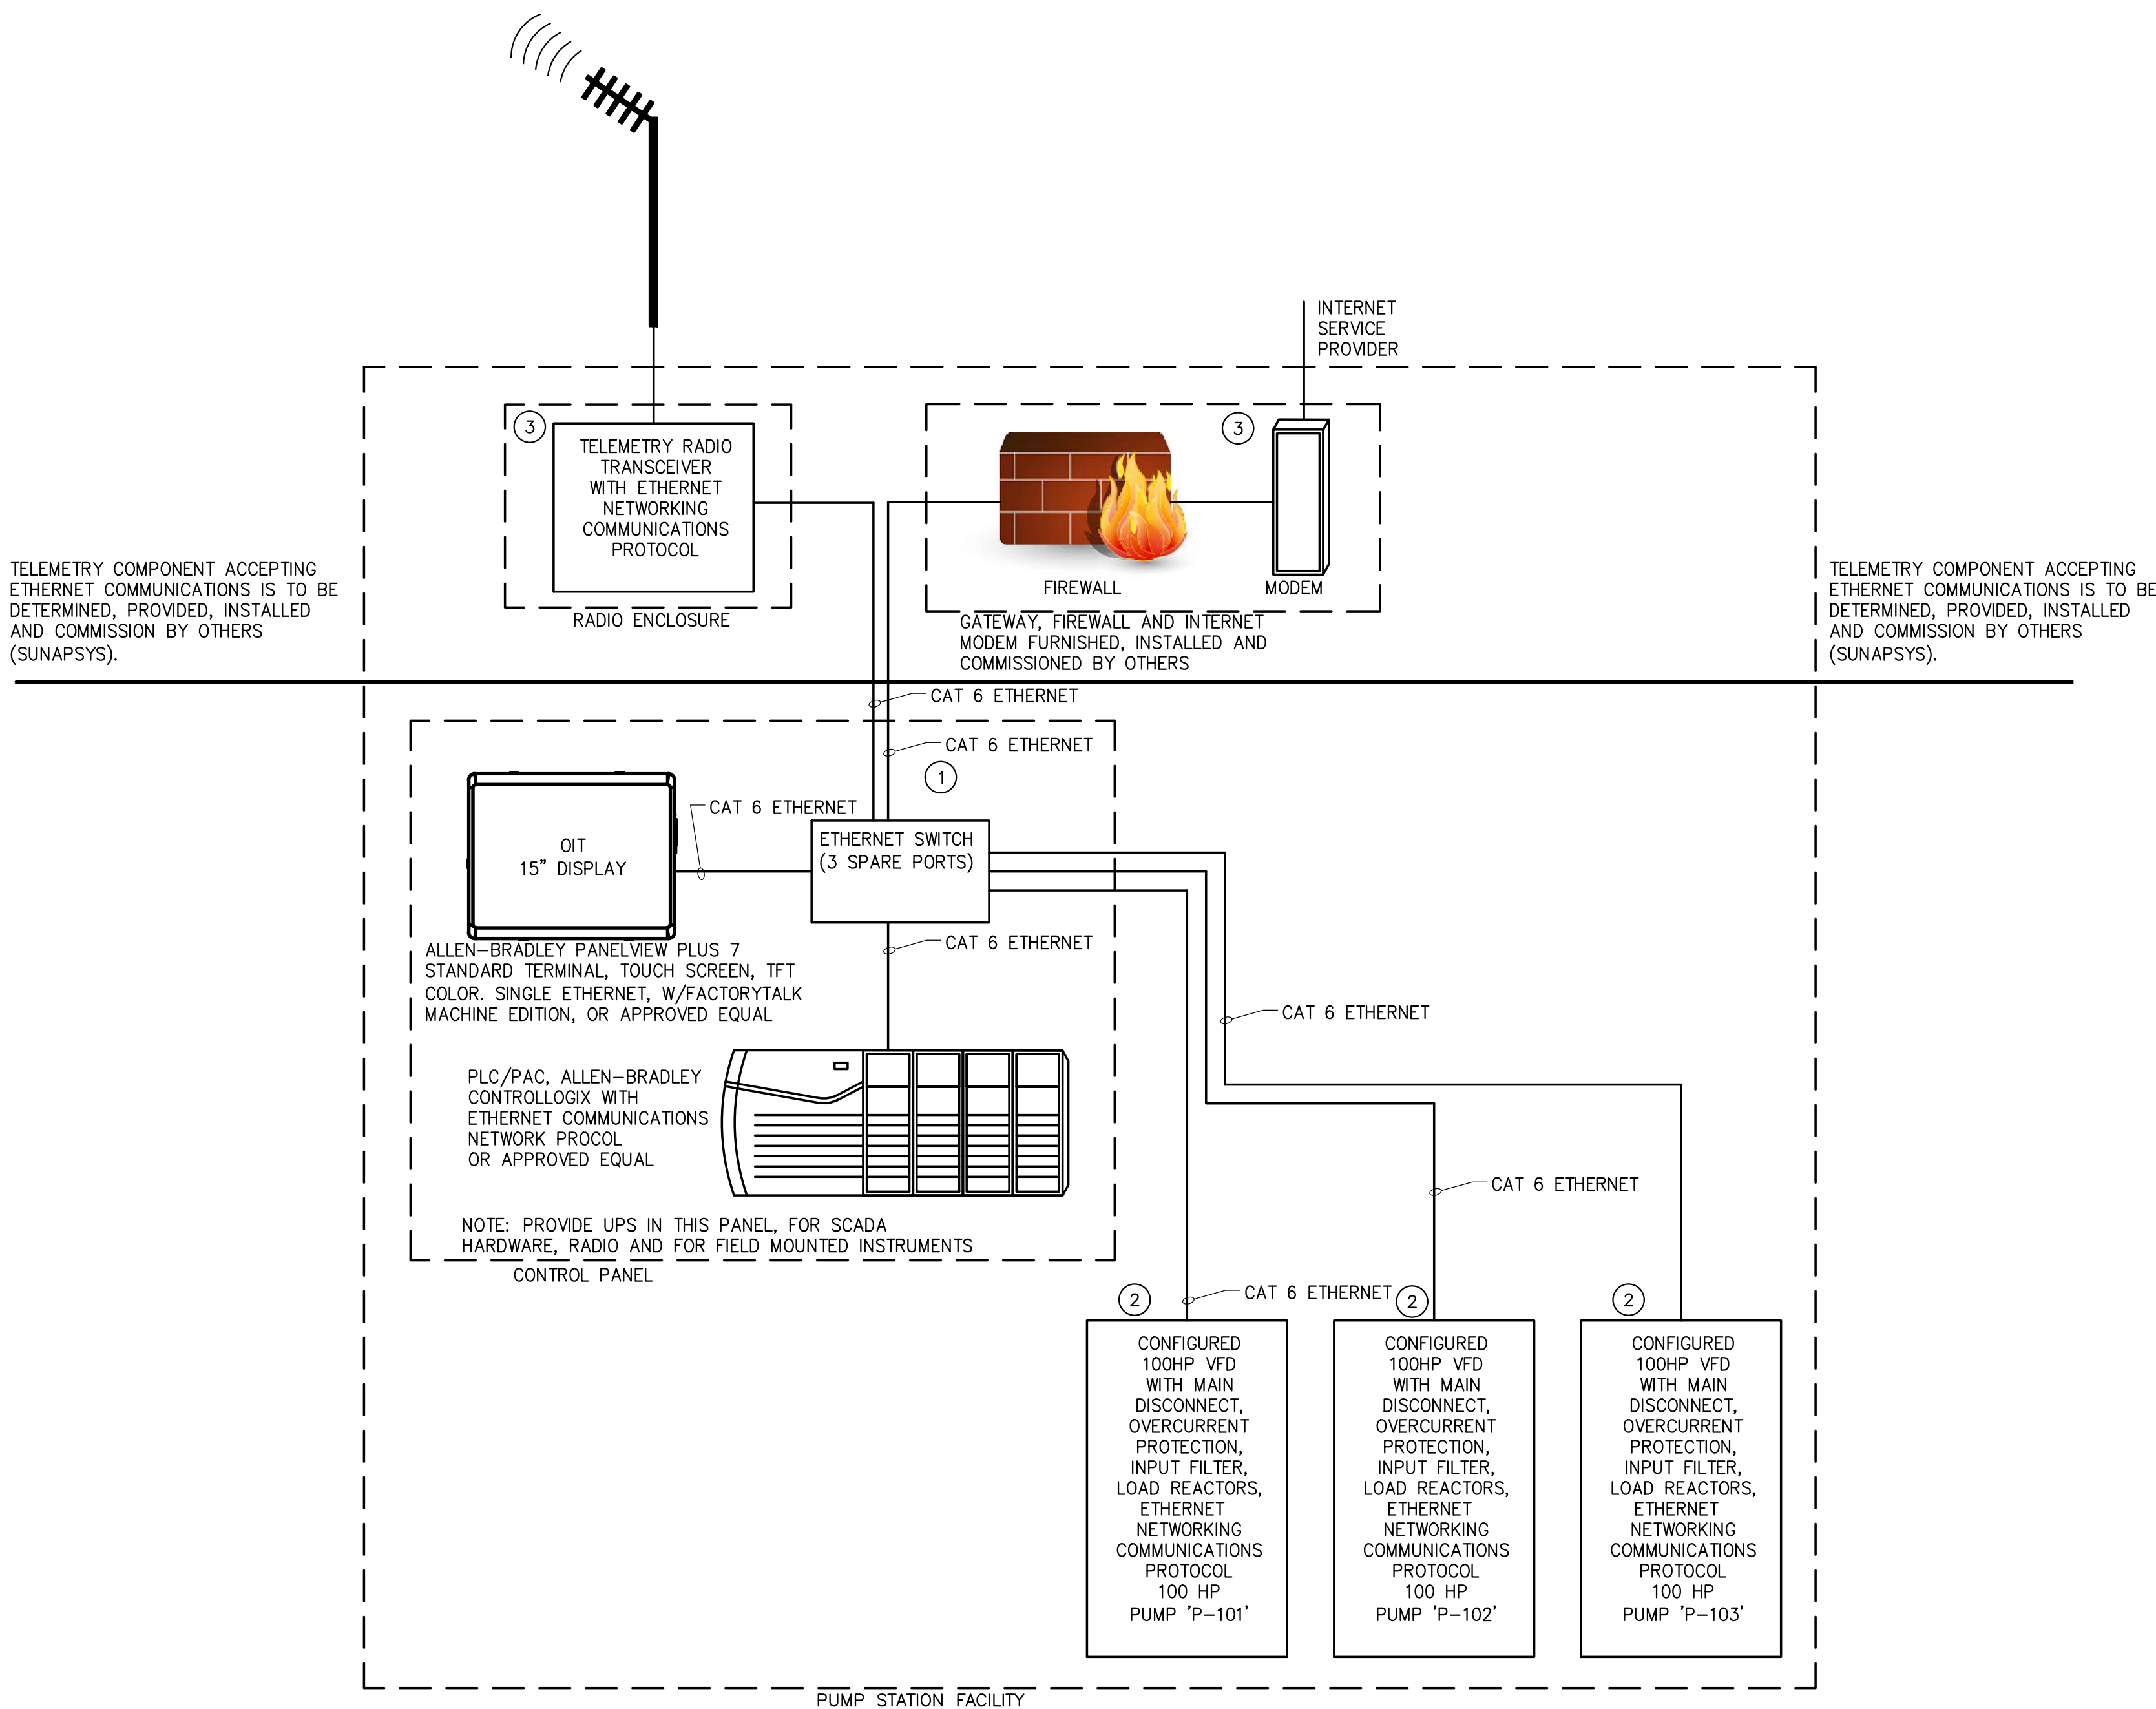 INTERNET
SERVICE
PROVIDER
3
TELEMETRY RADIO
TRANSCEIVER
WITH ETHERNET
NETWORKING
COMMUNICATIONS
PROTOCOL
RADIO ENCLOSURE
3
FIREWALL
MODEM
GATEWAY, FIREWALL AND INTERNET
MODEM FURNISHED, INSTALLED AND
COMMISSIONED BY OTHERS
TELEMETRY COMPONENT ACCEPTING
ETHERNET COMMUNICATIONS IS TO BE
DETERMINED, PROVIDED, INSTALLED
AND COMMISSION BY OTHERS
(SUNAPSYS).
TELEMETRY COMPONENT ACCEPTING
ETHERNET COMMUNICATIONS IS TO BE
DETERMINED, PROVIDED, INSTALLED
AND COMMISSION BY OTHERS
(SUNAPSYS).
CAT 6 ETHERNET
CAT 6 ETHERNET
1
CAT 6 ETHERNET
OIT
15" DISPLAY
ETHERNET SWITCH
(3 SPARE PORTS)
CAT 6 ETHERNET
ALLEN-BRADLEY PANELVIEW PLUS 7
STANDARD TERMINAL, TOUCH SCREEN, TFT
COLOR. SINGLE ETHERNET, W/FACTORYTALK
MACHINE EDITION, OR APPROVED EQUAL
CAT 6 ETHERNET
PLC/PAC, ALLEN-BRADLEY
CONTROLLOGIX WITH
ETHERNET COMMUNICATIONS
NETWORK PROCOL
OR APPROVED EQUAL
CAT 6 ETHERNET
NOTE: PROVIDE UPS IN THIS PANEL, FOR SCADA
HARDWARE, RADIO AND FOR FIELD MOUNTED INSTRUMENTS
CONTROL PANEL
CAT 6 ETHERNET
2
CONFIGURED
100HP VFD
WITH MAIN
DISCONNECT,
OVERCURRENT
PROTECTION,
INPUT FILTER,
LOAD REACTORS,
ETHERNET
NETWORKING
COMMUNICATIONS
PROTOCOL
100 HP
PUMP 'P-101'
2
CONFIGURED
100HP VFD
WITH MAIN
DISCONNECT,
OVERCURRENT
PROTECTION,
INPUT FILTER,
LOAD REACTORS,
ETHERNET
NETWORKING
COMMUNICATIONS
PROTOCOL
100 HP
PUMP 'P-102'
2
CONFIGURED
100HP VFD
WITH MAIN
DISCONNECT,
OVERCURRENT
PROTECTION,
INPUT FILTER,
LOAD REACTORS,
ETHERNET
NETWORKING
COMMUNICATIONS
PROTOCOL
100 HP
PUMP 'P-103'
PUMP STATION FACILITY